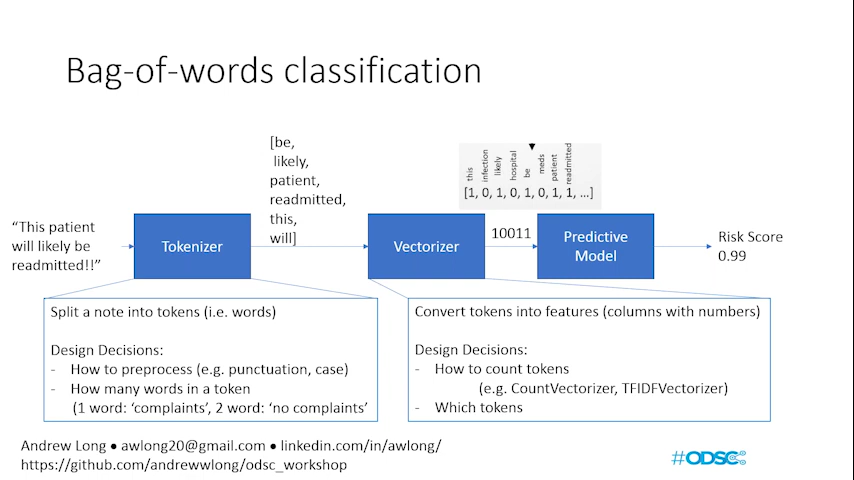 Bag-of-words classification
“This patient
will likely be
readmitted!!”
Tokenizer
[be,
likely,
patient,
readmitted,
this,
will]
Vectorizer
this
infection
likely
hospital
be
meds
patient
readmitted
[1, 0, 1, 0, 1, 0, 1, 1, …]
10011
Predictive
Model
Risk Score
0.99
Split a note into tokens (i.e. words)
Design Decisions:
- How to preprocess (e.g. punctuation, case)
- How many words in a token
(1 word: ‘complaints’, 2 word: ‘no complaints’
Convert tokens into features (columns with numbers)
Design Decisions:
- How to count tokens
(e.g. CountVectorizer, TFIDFVectorizer)
- Which tokens
Andrew Long ● awlong20@gmail.com ● linkedin.com/in/awlong/
https://github.com/andrewwlong/odsc_workshop
#ODSC